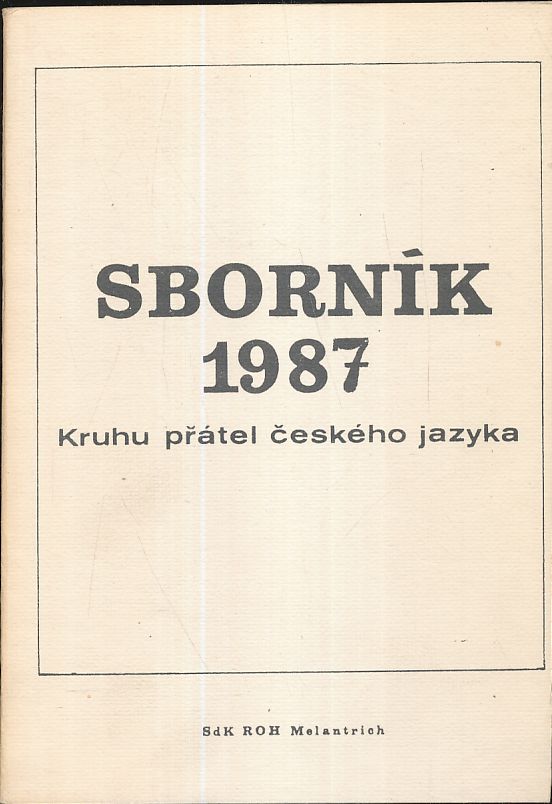 SBORNÍK
1987
Kruhu přátel českého jazyka
SdK ROH Melantrich